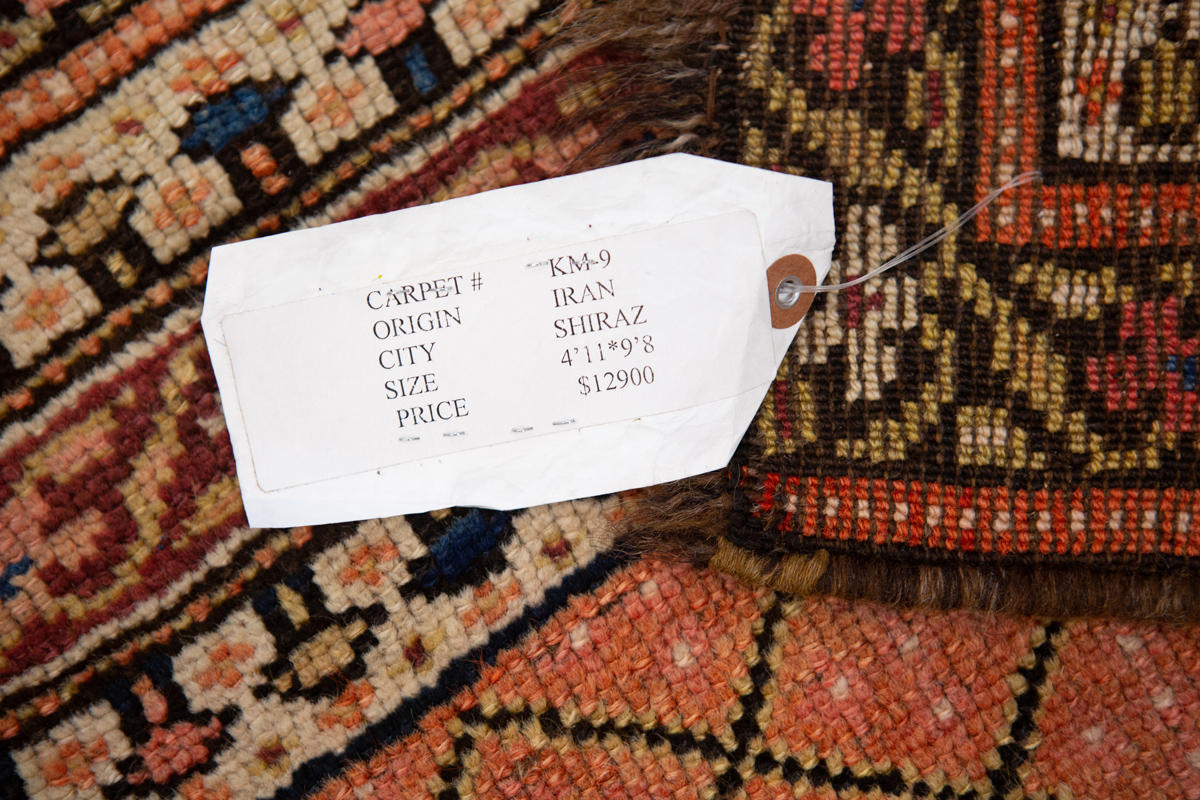 CARPET # KM-9
ORIGIN IRAN
CITY SHIRAZ
SIZE 4’11*9’8
PRICE $12900